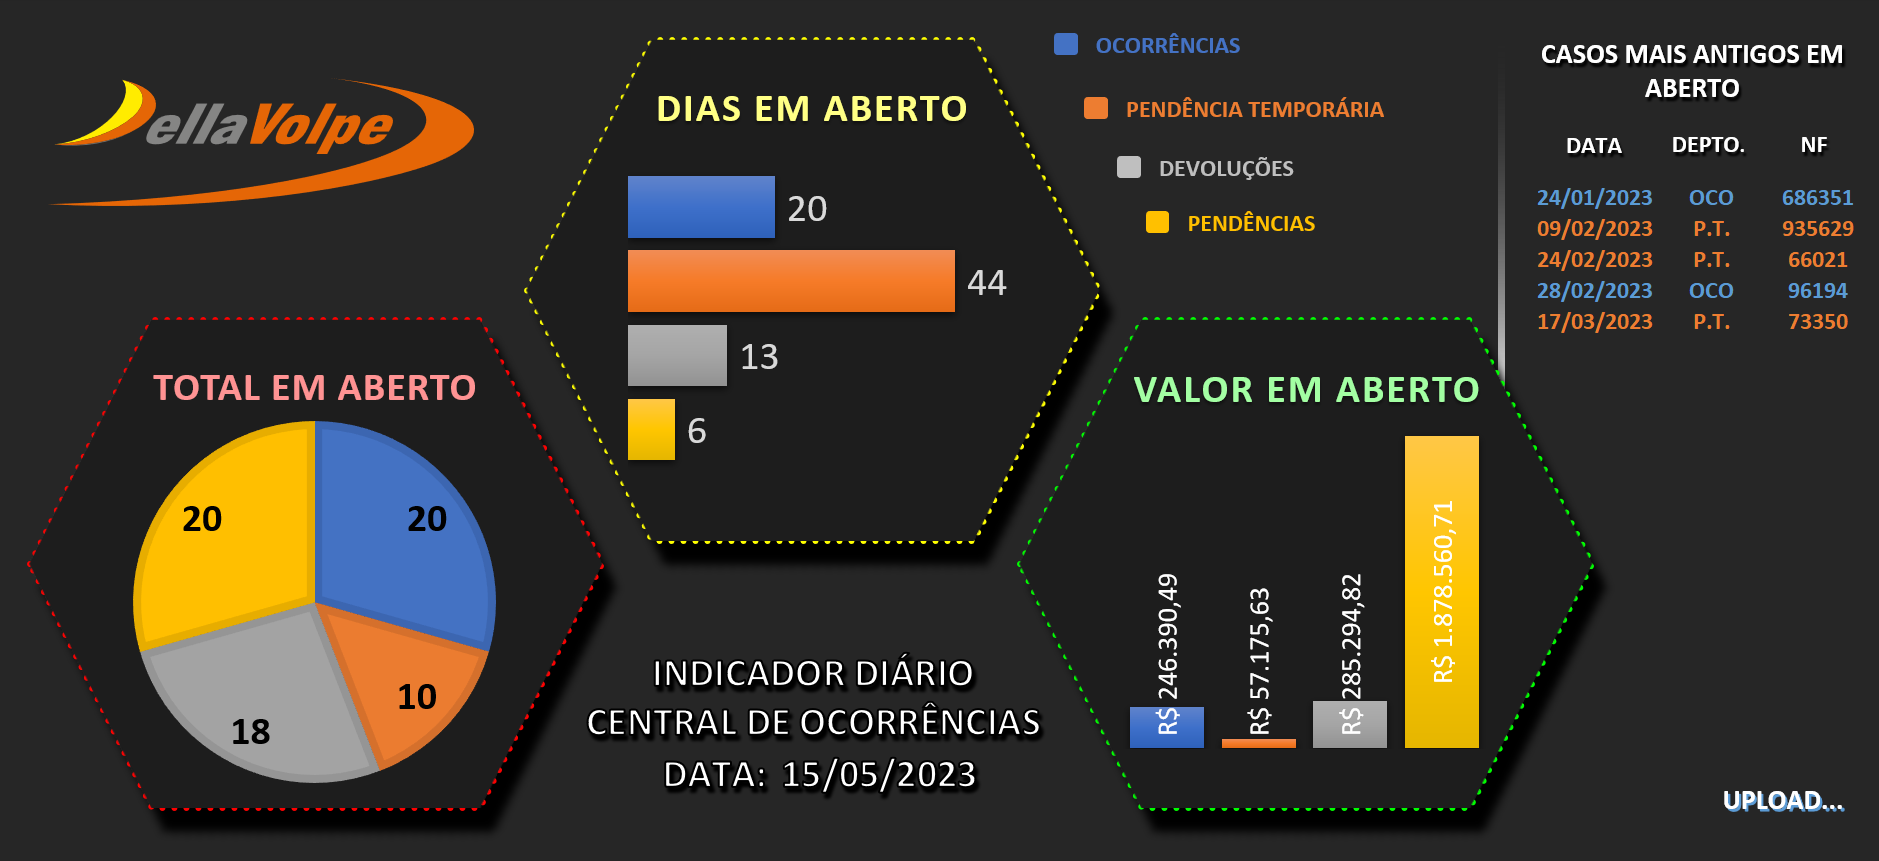 ellaVolpe
DIAS EM ABERTO
20
44
13
6
OCORRÊNCIAS
PENDÊNCIA TEMPORÁRIA
DEVOLUÇÕES
PENDÊNCIAS
CASOS MAIS ANTIGOS EM
ABERTO
DATA DEPTO. NF
24/01/2023 OCO 686351
09/02/2023 P.T. 935629
24/02/2023 P.T. 66021
28/02/2023 OCO 96194
17/03/2023 P.T. 73350
TOTAL EM ABERTO
20
20
10
18
VALOR EM ABERTO
R$ 246.390,49
R$ 57.175,63
R$ 285.294,82
R$ 1.878.560,71
INDICADOR DIÁRIO
CENTRAL DE OCORRÊNCIAS
DATA: 15/05/2023
UPLOAD...